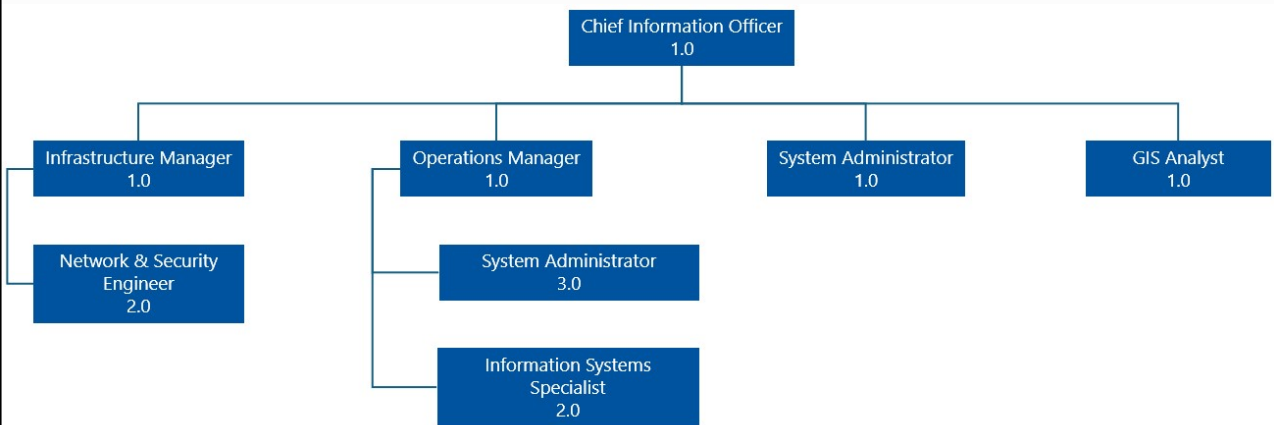 Chief Information Officer
1.0
Infrastructure Manager
1.0
Operations Manager
1.0
System Administrator
1.0
GIS Analyst
1.0
Network & Security
Engineer
2.0
System Administrator
3.0
Information Systems
Specialist
2.0